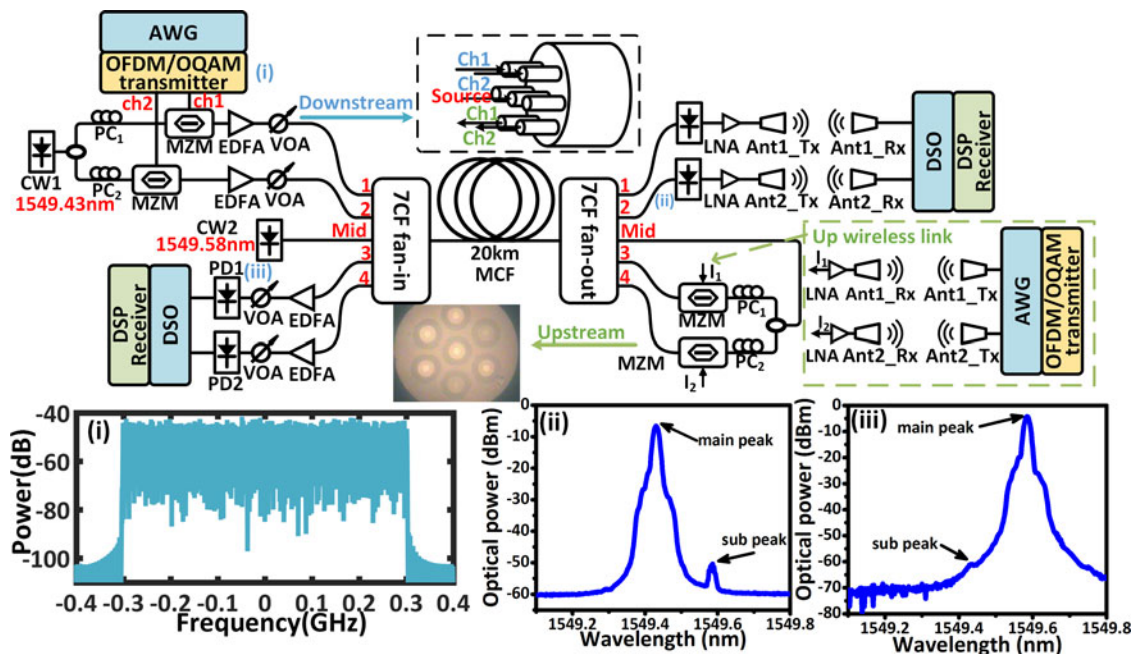 AWG
OFDM/OQAM
transmitter
(i)
ch2
ch1
PC1
MZM
EDFA
VOA
Downstream
CW1
1549.43nm
PC2
MZM
EDFA
VOA
Ch1
Ch2
Source
Ch1
Ch2
CW2
1549.58nm
1
2
Mid
3
4
7CF fan-in
20km
MCF
7CF fan-out
1
2
Mid
3
4
LNA
Ant1_Tx
Ant1_Rx
(ii)
LNA
Ant2_Tx
Ant2_Rx
DSO
DSP
Receiver
Up wireless link
I1
MZM
PC1
MZM
PC2
I2
I1
LNA
Ant1_Rx
Ant1_Tx
I2
LNA
Ant2_Rx
Ant2_Tx
AWG
OFDM/OQAM
transmitter
DSP
Receiver
DSO
PD1
(iii)
VOA
EDFA
PD2
VOA
EDFA
Upstream
(i)
Power(dB)
-40
-60
-80
-100
-0.4 -0.3 -0.2 -0.1 0 0.1 0.2 0.3 0.4
Frequency(GHz)
(ii)
Optical power (dBm)
0
-10
-20
-30
-40
-50
-60
main peak
sub peak
1549.2 1549.4 1549.6 1549.8
Wavelength (nm)
(iii)
Optical power (dBm)
0
-10
-20
-30
-40
-50
-60
-70
-80
main peak
sub peak
1549.2 1549.4 1549.6 1549.8
Wavelength (nm)